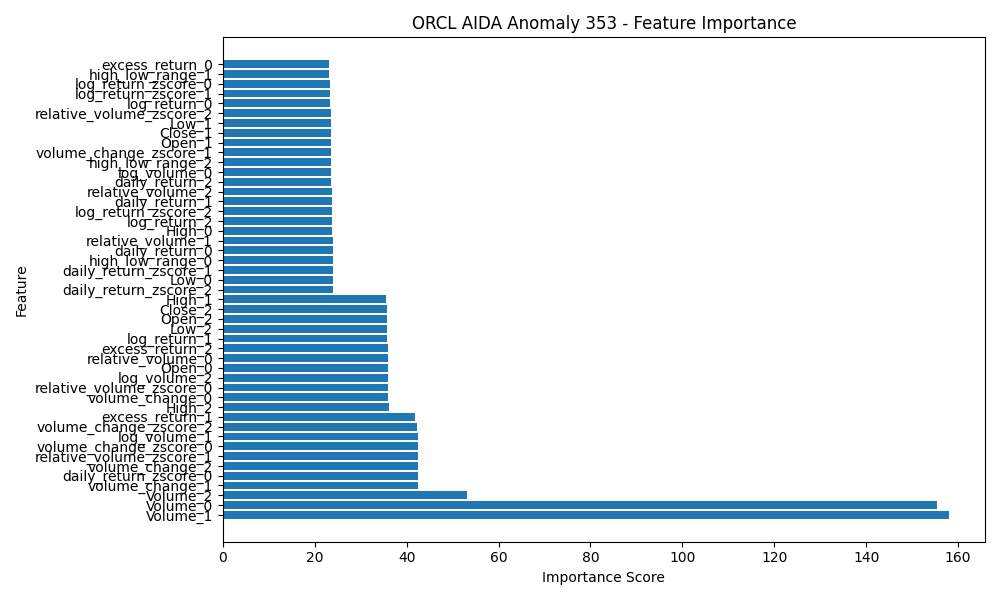 ORCL AIDA Anomaly 353 - Feature Importance
excess_return_0
high_low_range_1
log_return_zscore_0
log_return_zscore_1
log_return_0
relative_volume_zscore_2
Low_1
Close_1
Open_1
volume_change_zscore_1
high_low_range_2
log_volume_0
daily_return_2
relative_volume_2
daily_return_1
log_return_zscore_2
log_return_2
High_0
relative_volume_1
daily_return_0
high_low_range_0
daily_return_zscore_1
Low_0
daily_return_zscore_2
High_1
Close_2
Open_2
Low_2
log_return_1
excess_return_2
relative_volume_0
Open_0
log_volume_2
relative_volume_zscore_0
volume_change_0
High_2
excess_return_1
volume_change_zscore_2
log_volume_1
volume_change_zscore_0
relative_volume_zscore_1
volume_change_2
daily_return_zscore_0
volume_change_1
Volume_2
Volume_0
Volume_1
Feature
0 20 40 60 80 100 120 140 160
Importance Score